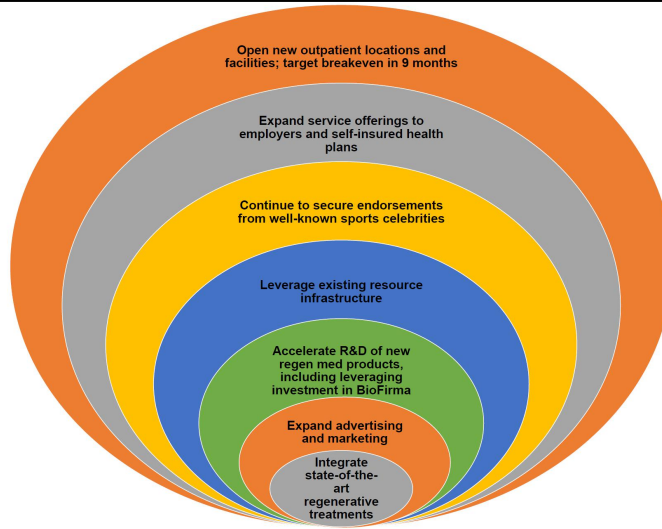 Open new outpatient locations and
facilities; target breakeven in 9 months
Expand service offerings to
employers and self-insured health
plans
Continue to secure endorsements
from well-known sports celebrities
Leverage existing resource
infrastructure
Accelerate R&D of new
regen med products,
including leveraging
investment in BioFirma
Expand advertising
and marketing
Integrate
state-of-the-
art
regenerative
treatments